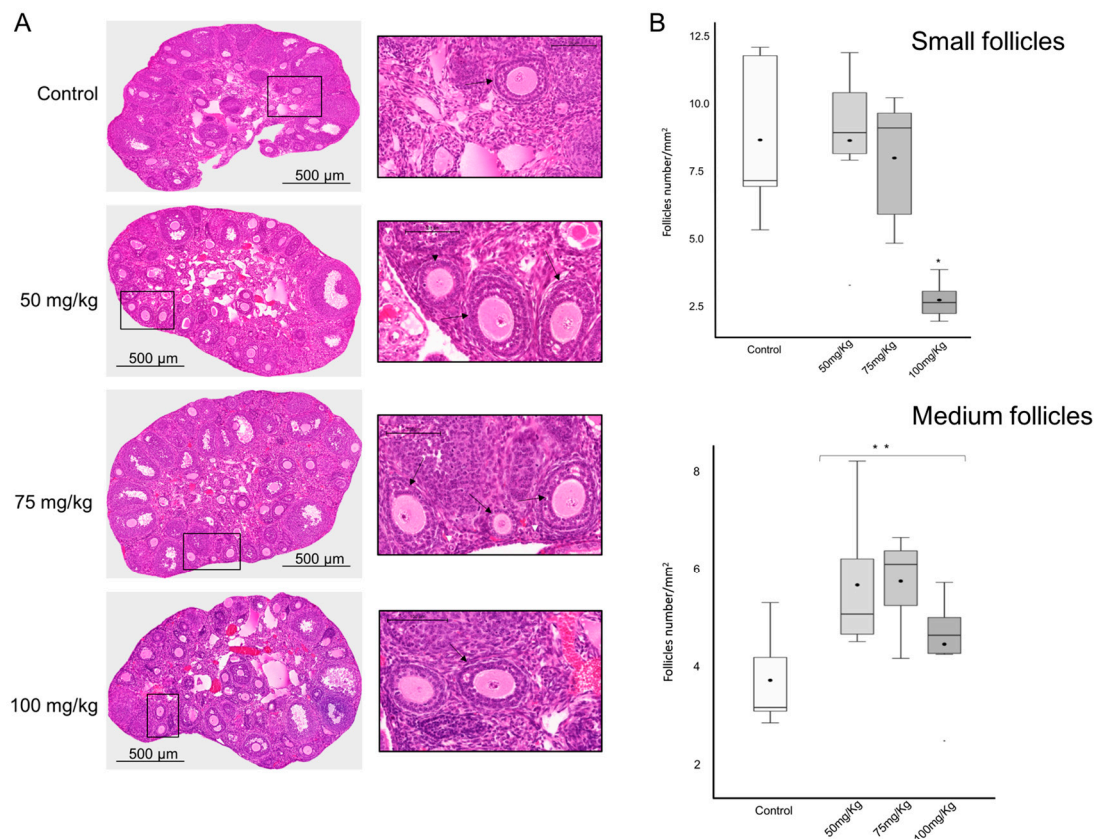 A
Control
500 µm
50 mg/kg
500 µm
75 mg/kg
500 µm
100 mg/kg
500 µm
B
Small follicles
Follicles number/mm²
12.5
10.0
7.5
5.0
2.5
*
Control
50mg/Kg
75mg/Kg
100mg/Kg
Medium follicles
Follicles number/mm²
* *
8
6
4
2
Control
50mg/Kg
75mg/Kg
100mg/Kg